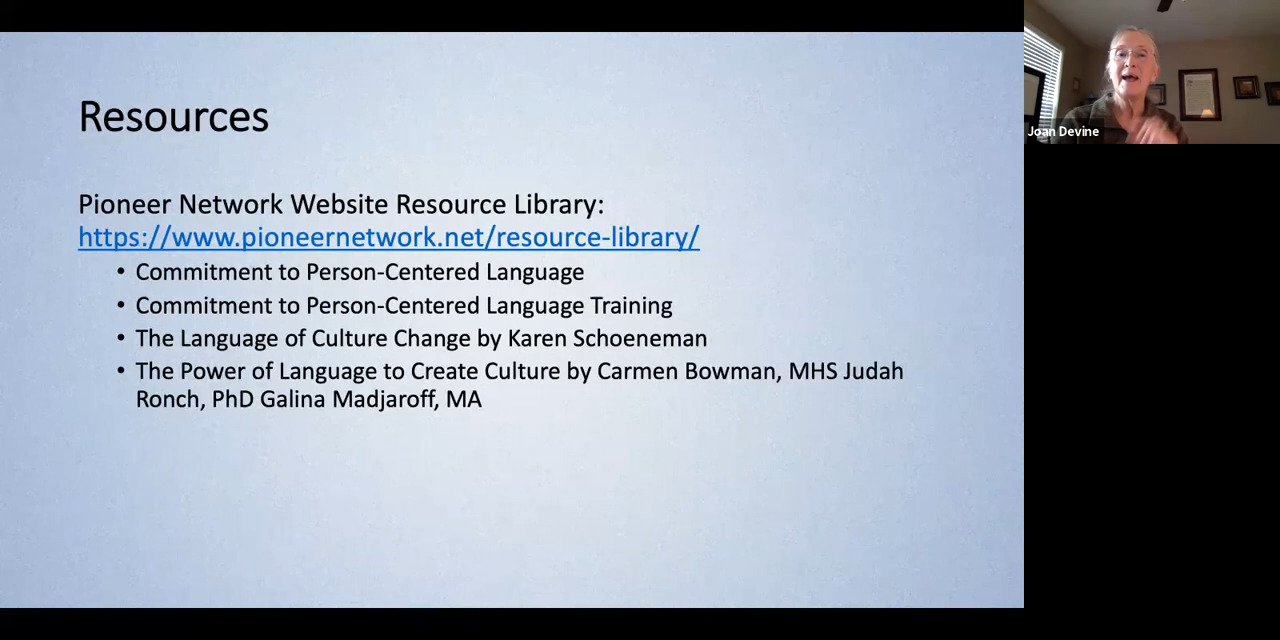 Resources
Pioneer Network Website Resource Library:
https://www.pioneernetwork.net/resource-library/
• Commitment to Person-Centered Language
• Commitment to Person-Centered Language Training
• The Language of Culture Change by Karen Schoeneman
• The Power of Language to Create Culture by Carmen Bowman, MHS Judah
Ronch, PhD Galina Madjaroff, MA
Joan Devine